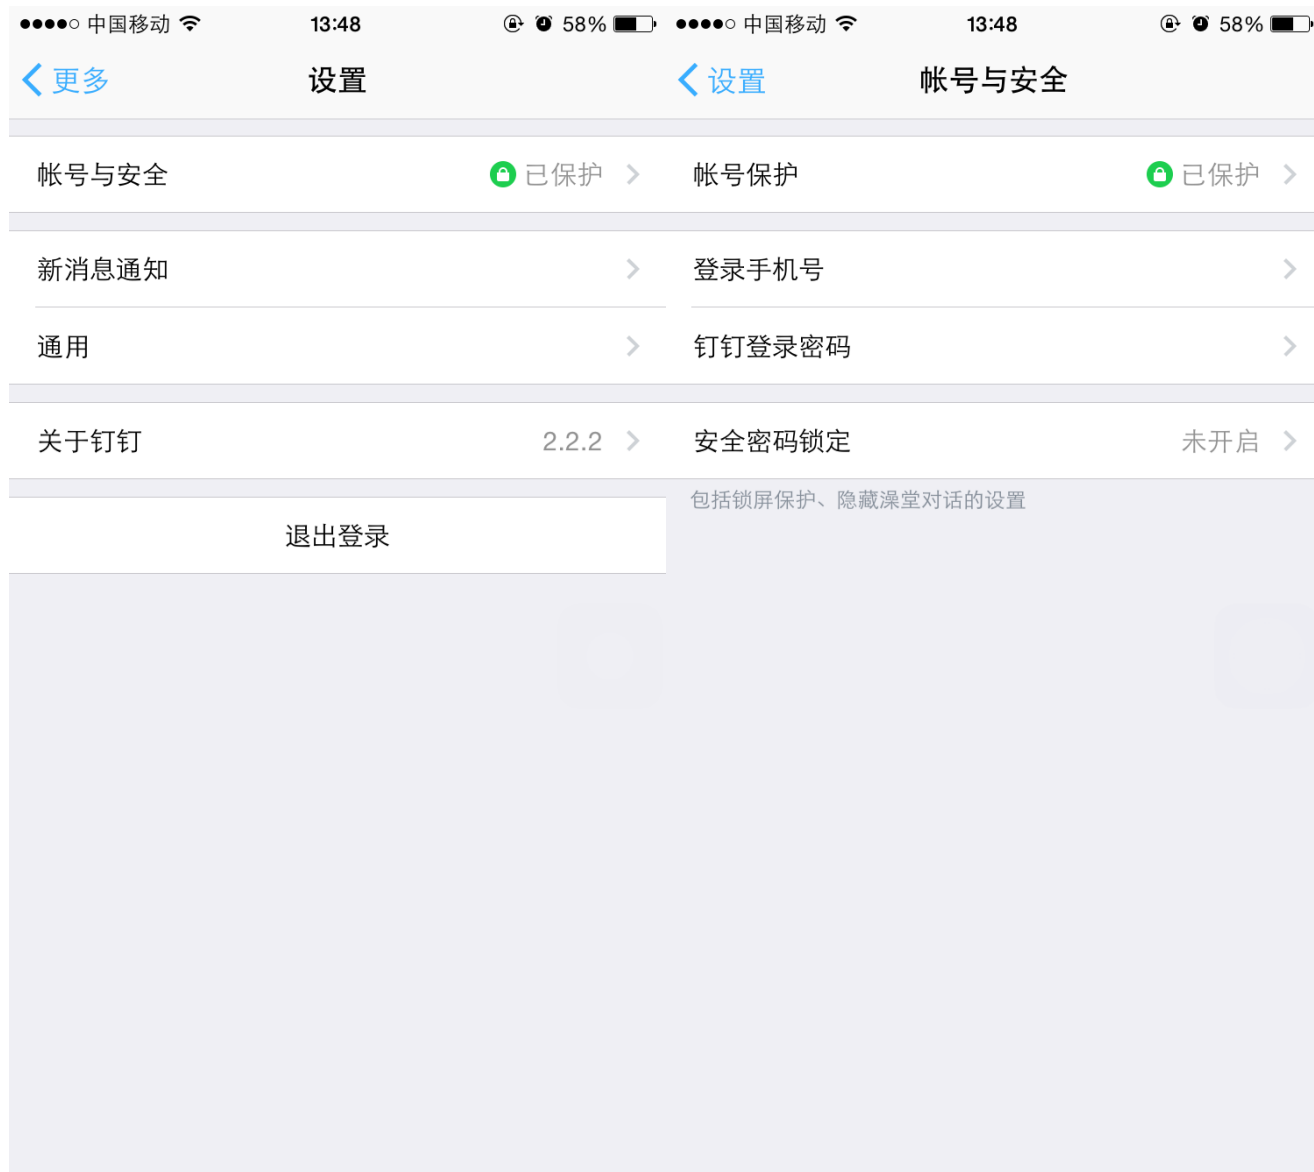 中国移动 13:48 58%
更多 设置
帐号与安全 已保护
新消息通知
通用
关于钉钉 2.2.2
退出登录
中国移动 13:48 58%
设置 帐号与安全
帐号保护 已保护
登录手机号
钉钉登录密码
安全密码锁定 未开启
包括锁屏保护、隐藏澡堂对话的设置